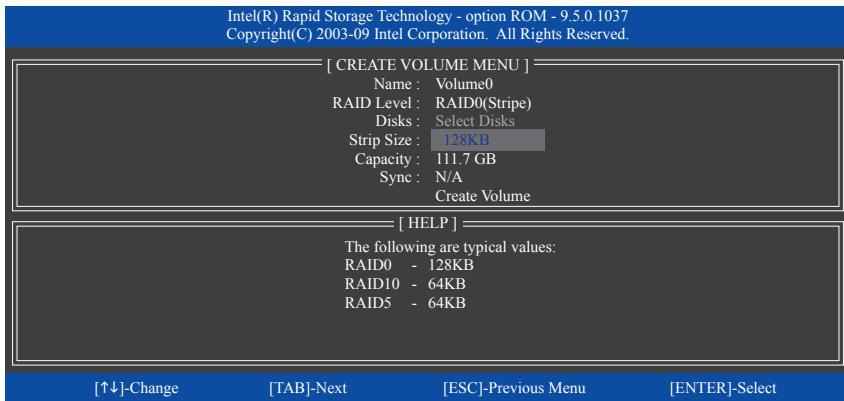 Intel(R) Rapid Storage Technology - option ROM - 9.5.0.1037
Copyright(C) 2003-09 Intel Corporation. All Rights Reserved.
[ CREATE VOLUME MENU ]
Name : Volume0
RAID Level : RAID0(Stripe)
Disks : Select Disks
Strip Size : 128KB
Capacity : 111.7 GB
Sync : N/A
Create Volume
[ HELP ]
The following are typical values:
RAID0 - 128KB
RAID10 - 64KB
RAID5 - 64KB
[↑↓]-Change [TAB]-Next [ESC]-Previous Menu [ENTER]-Select